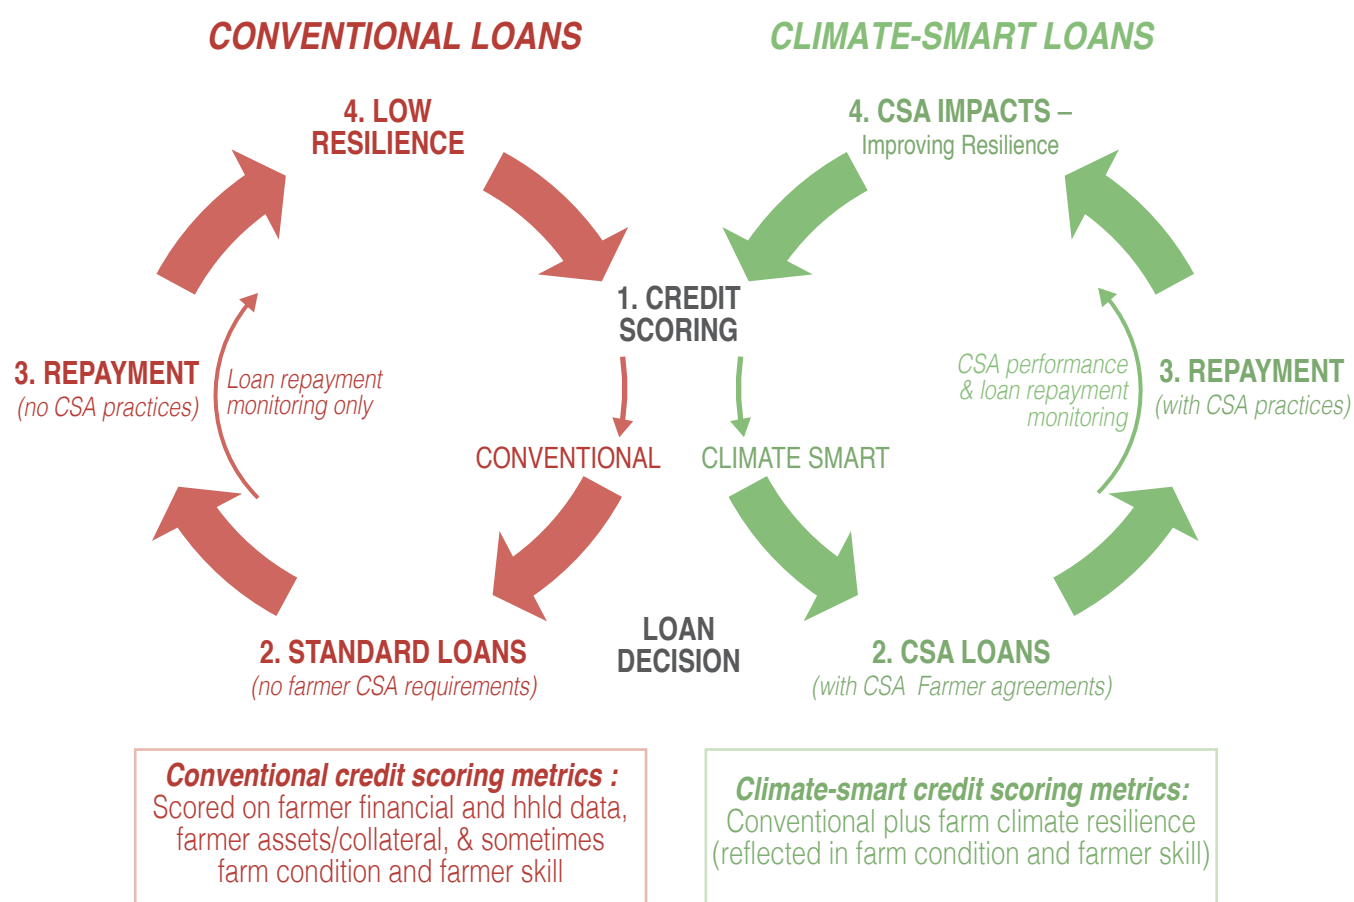 CONVENTIONAL LOANS
CLIMATE-SMART LOANS
4. LOW
RESILIENCE
4. CSA IMPACTS –
Improving Resilience
1. CREDIT
SCORING
3. REPAYMENT
(no CSA practices)
Loan repayment
monitoring only
CSA performance
& loan repayment
monitoring
3. REPAYMENT
(with CSA practices)
CONVENTIONAL
CLIMATE SMART
2. STANDARD LOANS
(no farmer CSA requirements)
LOAN
DECISION
2. CSA LOANS
(with CSA Farmer agreements)
Conventional credit scoring metrics :
Scored on farmer financial and hhld data,
farmer assets/collateral, & sometimes
farm condition and farmer skill
Climate-smart credit scoring metrics:
Conventional plus farm climate resilience
(reflected in farm condition and farmer skill)